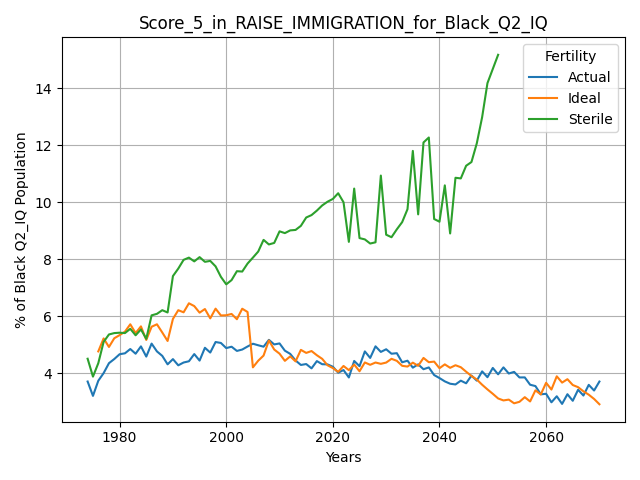 Score_5_in_RAISE_IMMIGRATION_for_Black_Q2_IQ
% of Black Q2_IQ Population
14
12
10
8
6
4
Fertility
Actual
Ideal
Sterile
1980
2000
2020
2040
2060
Years